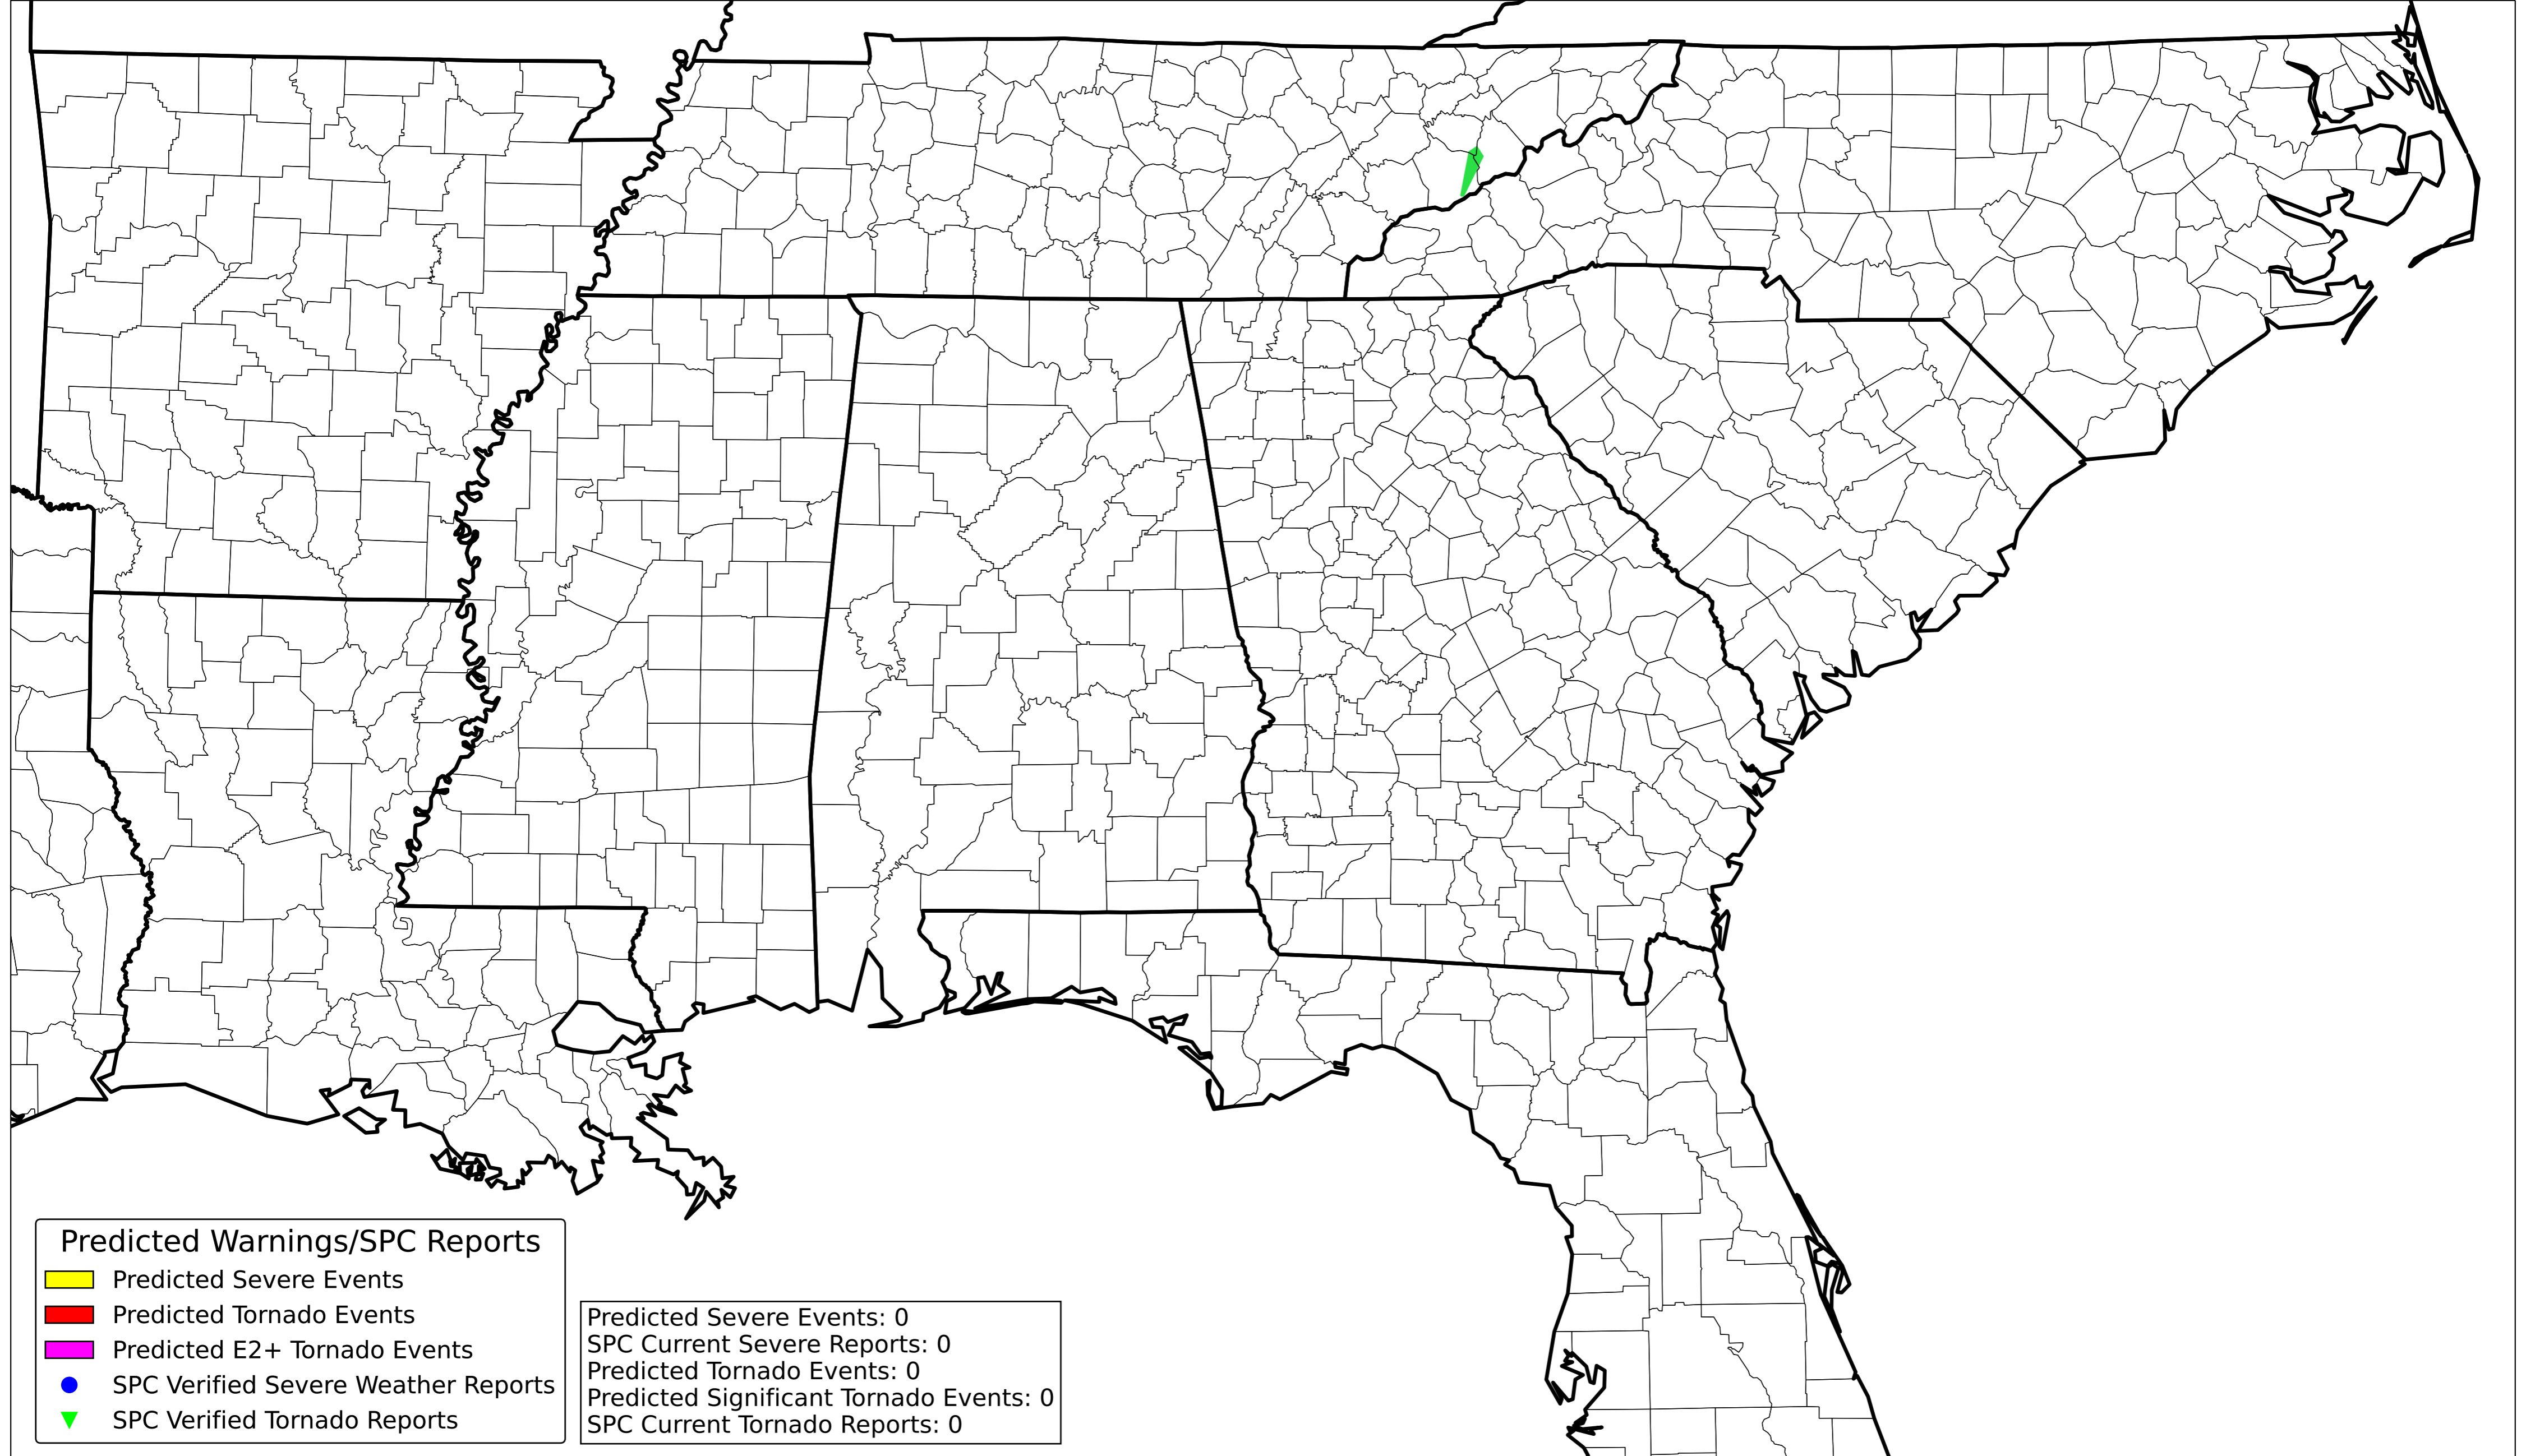 Predicted Warnings/SPC Reports
Predicted Severe Events
Predicted Tornado Events
Predicted E2+ Tornado Events
SPC Verified Severe Weather Reports
SPC Verified Tornado Reports
Predicted Severe Events: 0
SPC Current Severe Reports: 0
Predicted Tornado Events: 0
Predicted Significant Tornado Events: 0
SPC Current Tornado Reports: 0